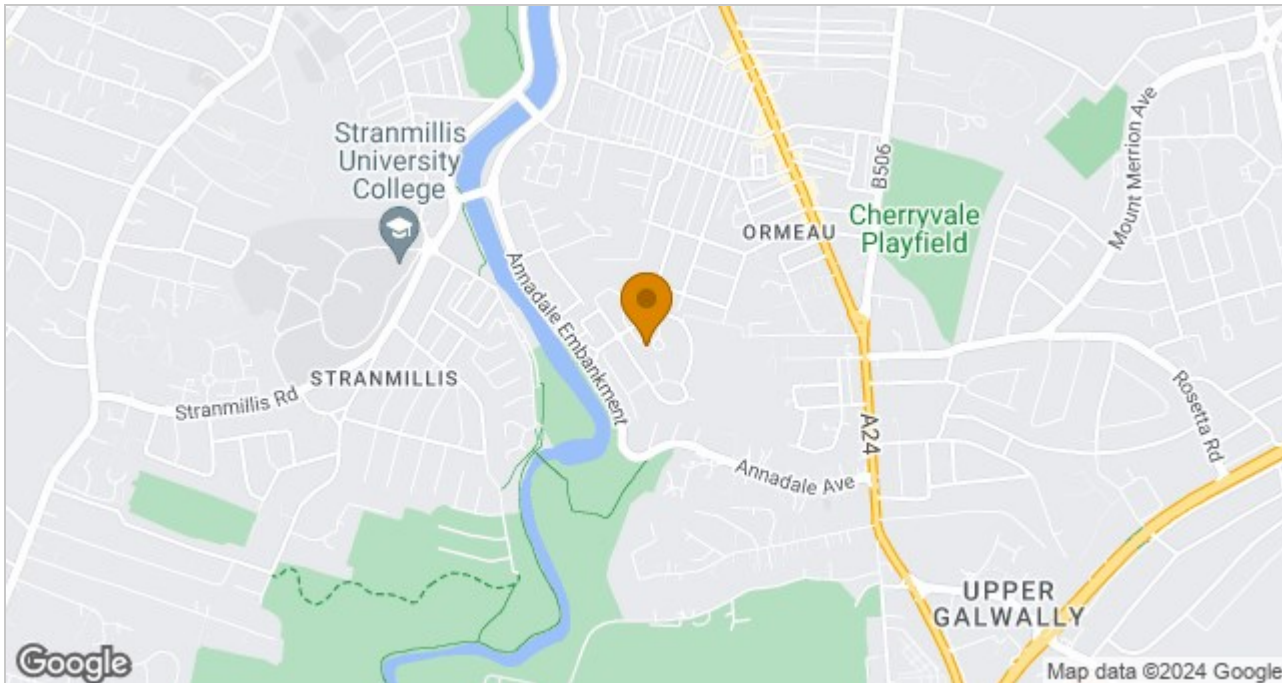 Stranmillis
University
College
B506
Mount Merrion Ave
ORMEAU
Cherryvale
Playfield
Annadale Embankment
STRANMILLIS
Stranmillis Rd
Rosetta Rd
A24
Annadale Ave
UPPER
GALWALLY
Google
Map data ©2024 Google